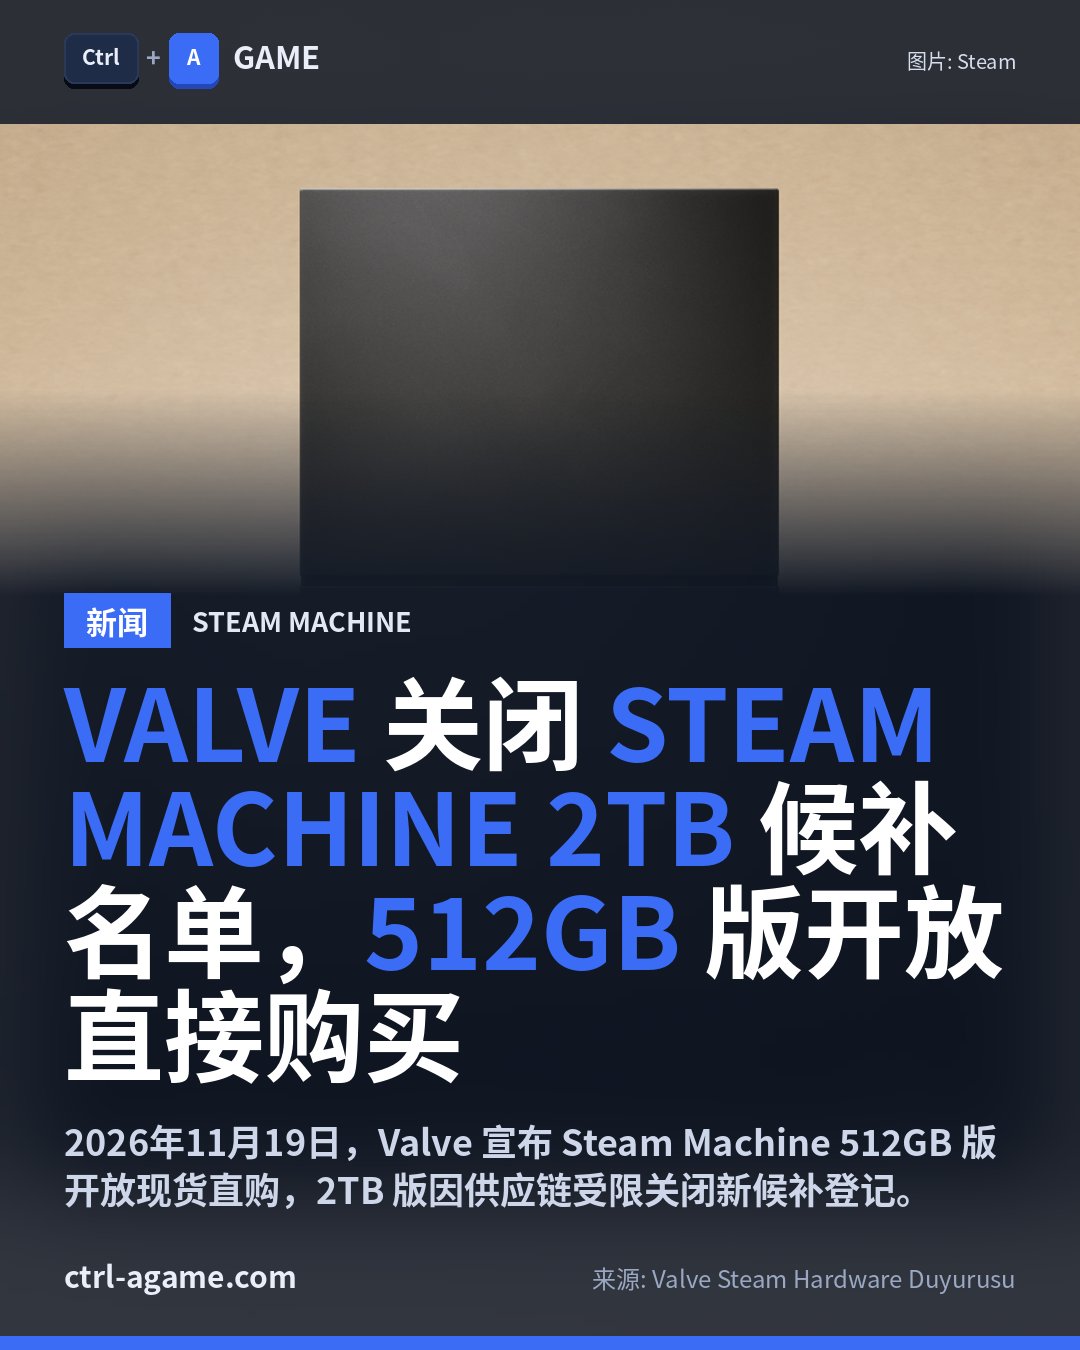 Ctrl + A GAME
图片: Steam
新闻 STEAM MACHINE
VALVE 关闭 STEAM
MACHINE 2TB 候补
名单，512GB 版开放
直接购买
2026年11月19日，Valve 宣布 Steam Machine 512GB 版
开放现货直购，2TB 版因供应链受限关闭新候补登记。
ctrl-agame.com
来源: Valve Steam Hardware Duyurusu